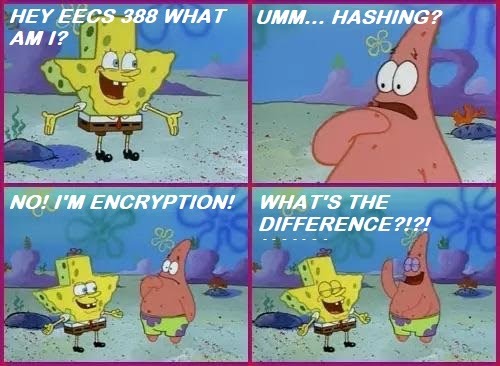 HEY EECS 388 WHAT
AM I?
UMM... HASHING?
NO! I'M ENCRYPTION!
WHAT'S THE
DIFFERENCE?!?!